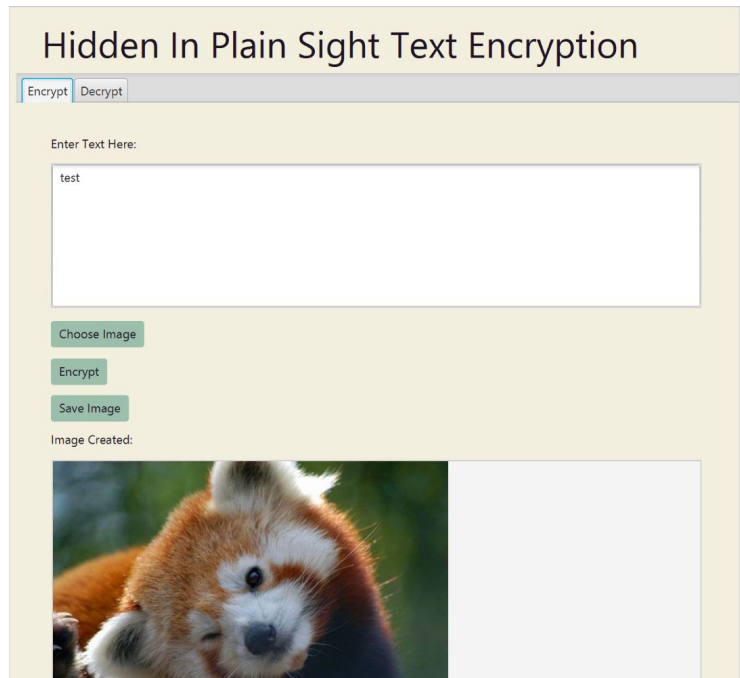 Hidden In Plain Sight Text Encryption
Encrypt Decrypt
Enter Text Here:
test
Choose Image
Encrypt
Save Image
Image Created: